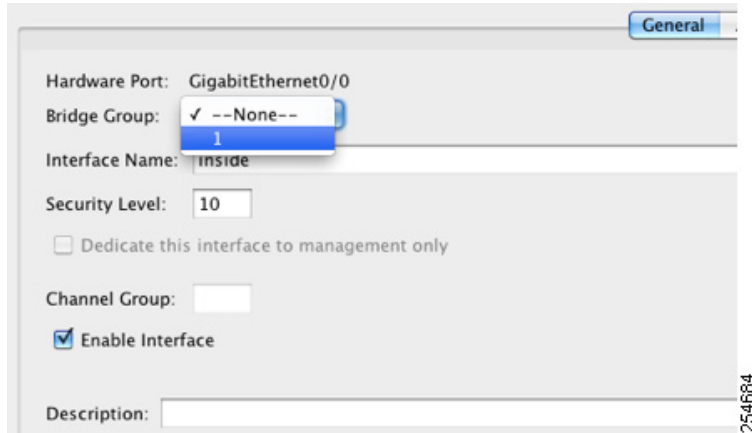 General
Hardware Port: GigabitEthernet0/0
Bridge Group: ✓ --None--
1
Interface Name: inside
Security Level: 10
Dedicate this interface to management only
Channel Group:
Enable Interface
Description:
254684